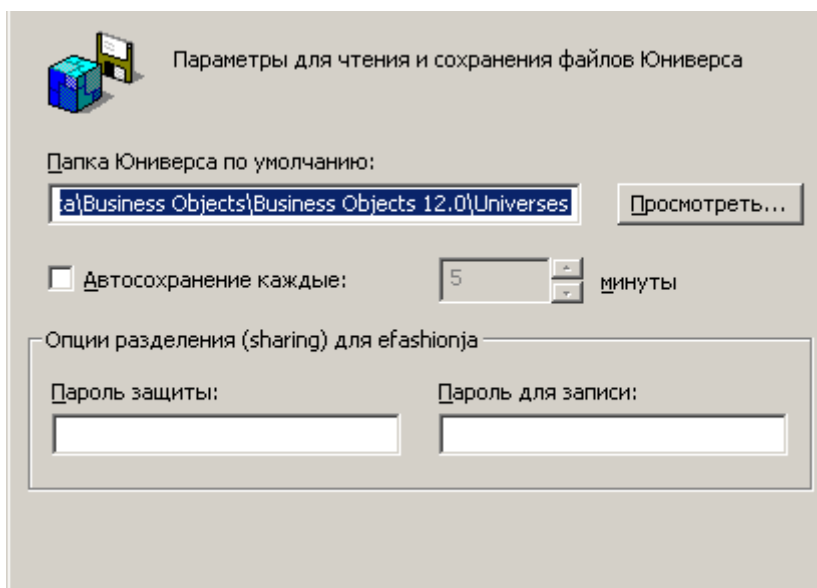 Параметры для чтения и сохранения файлов Юниверса
Папка Юниверса по умолчанию:
:a\Business Objects\Business Objects 12.0\Universes
Просмотреть...
Автосохранение каждые: 5 минуты
Опции разделения (sharing) для efashionja
Пароль защиты: Пароль для записи: